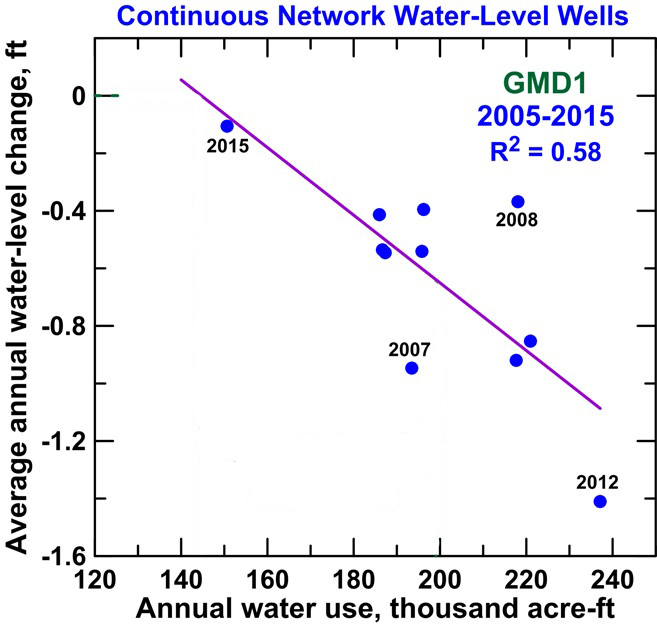 Continuous Network Water-Level Wells
Average annual water-level change, ft
0
-0.4
-0.8
-1.2
-1.6
GMD1
2005-2015
R² = 0.58
2015
2008
2007
2012
120 140 160 180 200 220 240
Annual water use, thousand acre-ft